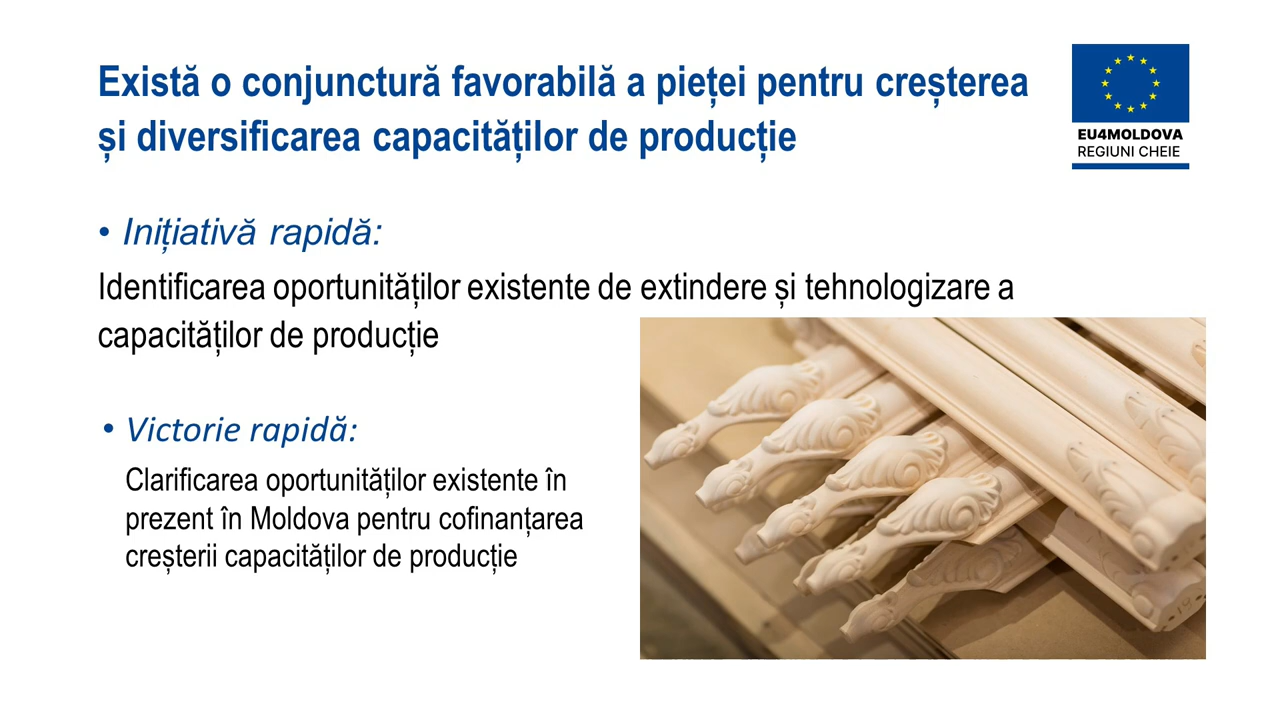 Există o conjunctură favorabilă a pieței pentru creșterea
și diversificarea capacităților de producție
EU4MOLDOVA
REGIUNI CHEIE
• Inițiativă rapidă:
Identificarea oportunităților existente de extindere și tehnologizare a
capacităților de producție
• Victorie rapidă:
Clarificarea oportunităților existente în
prezent în Moldova pentru cofinanțarea
creșterii capacităților de producție